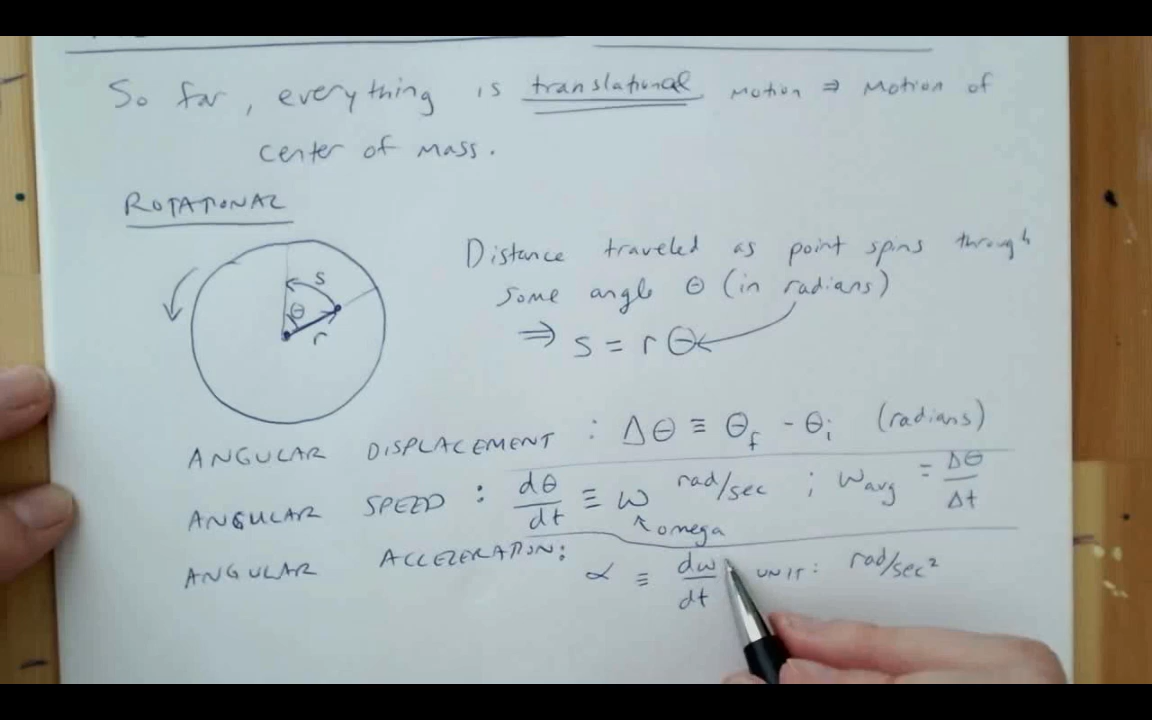 So far, everything is translational motion ⇒ motion of
center of mass.
ROTATIONAL
Distance traveled as point spins through
some angle θ (in radians)
⇒ s = r θ
s
θ
r
ANGULAR DISPLACEMENT : Δθ ≡ θf - θi (radians)
ANGULAR SPEED : dθ/dt ≡ ω rad/sec ; ωavg = Δθ/Δt
omega
ANGULAR ACCELERATION: α ≡ dω/dt UNIT: rad/sec²